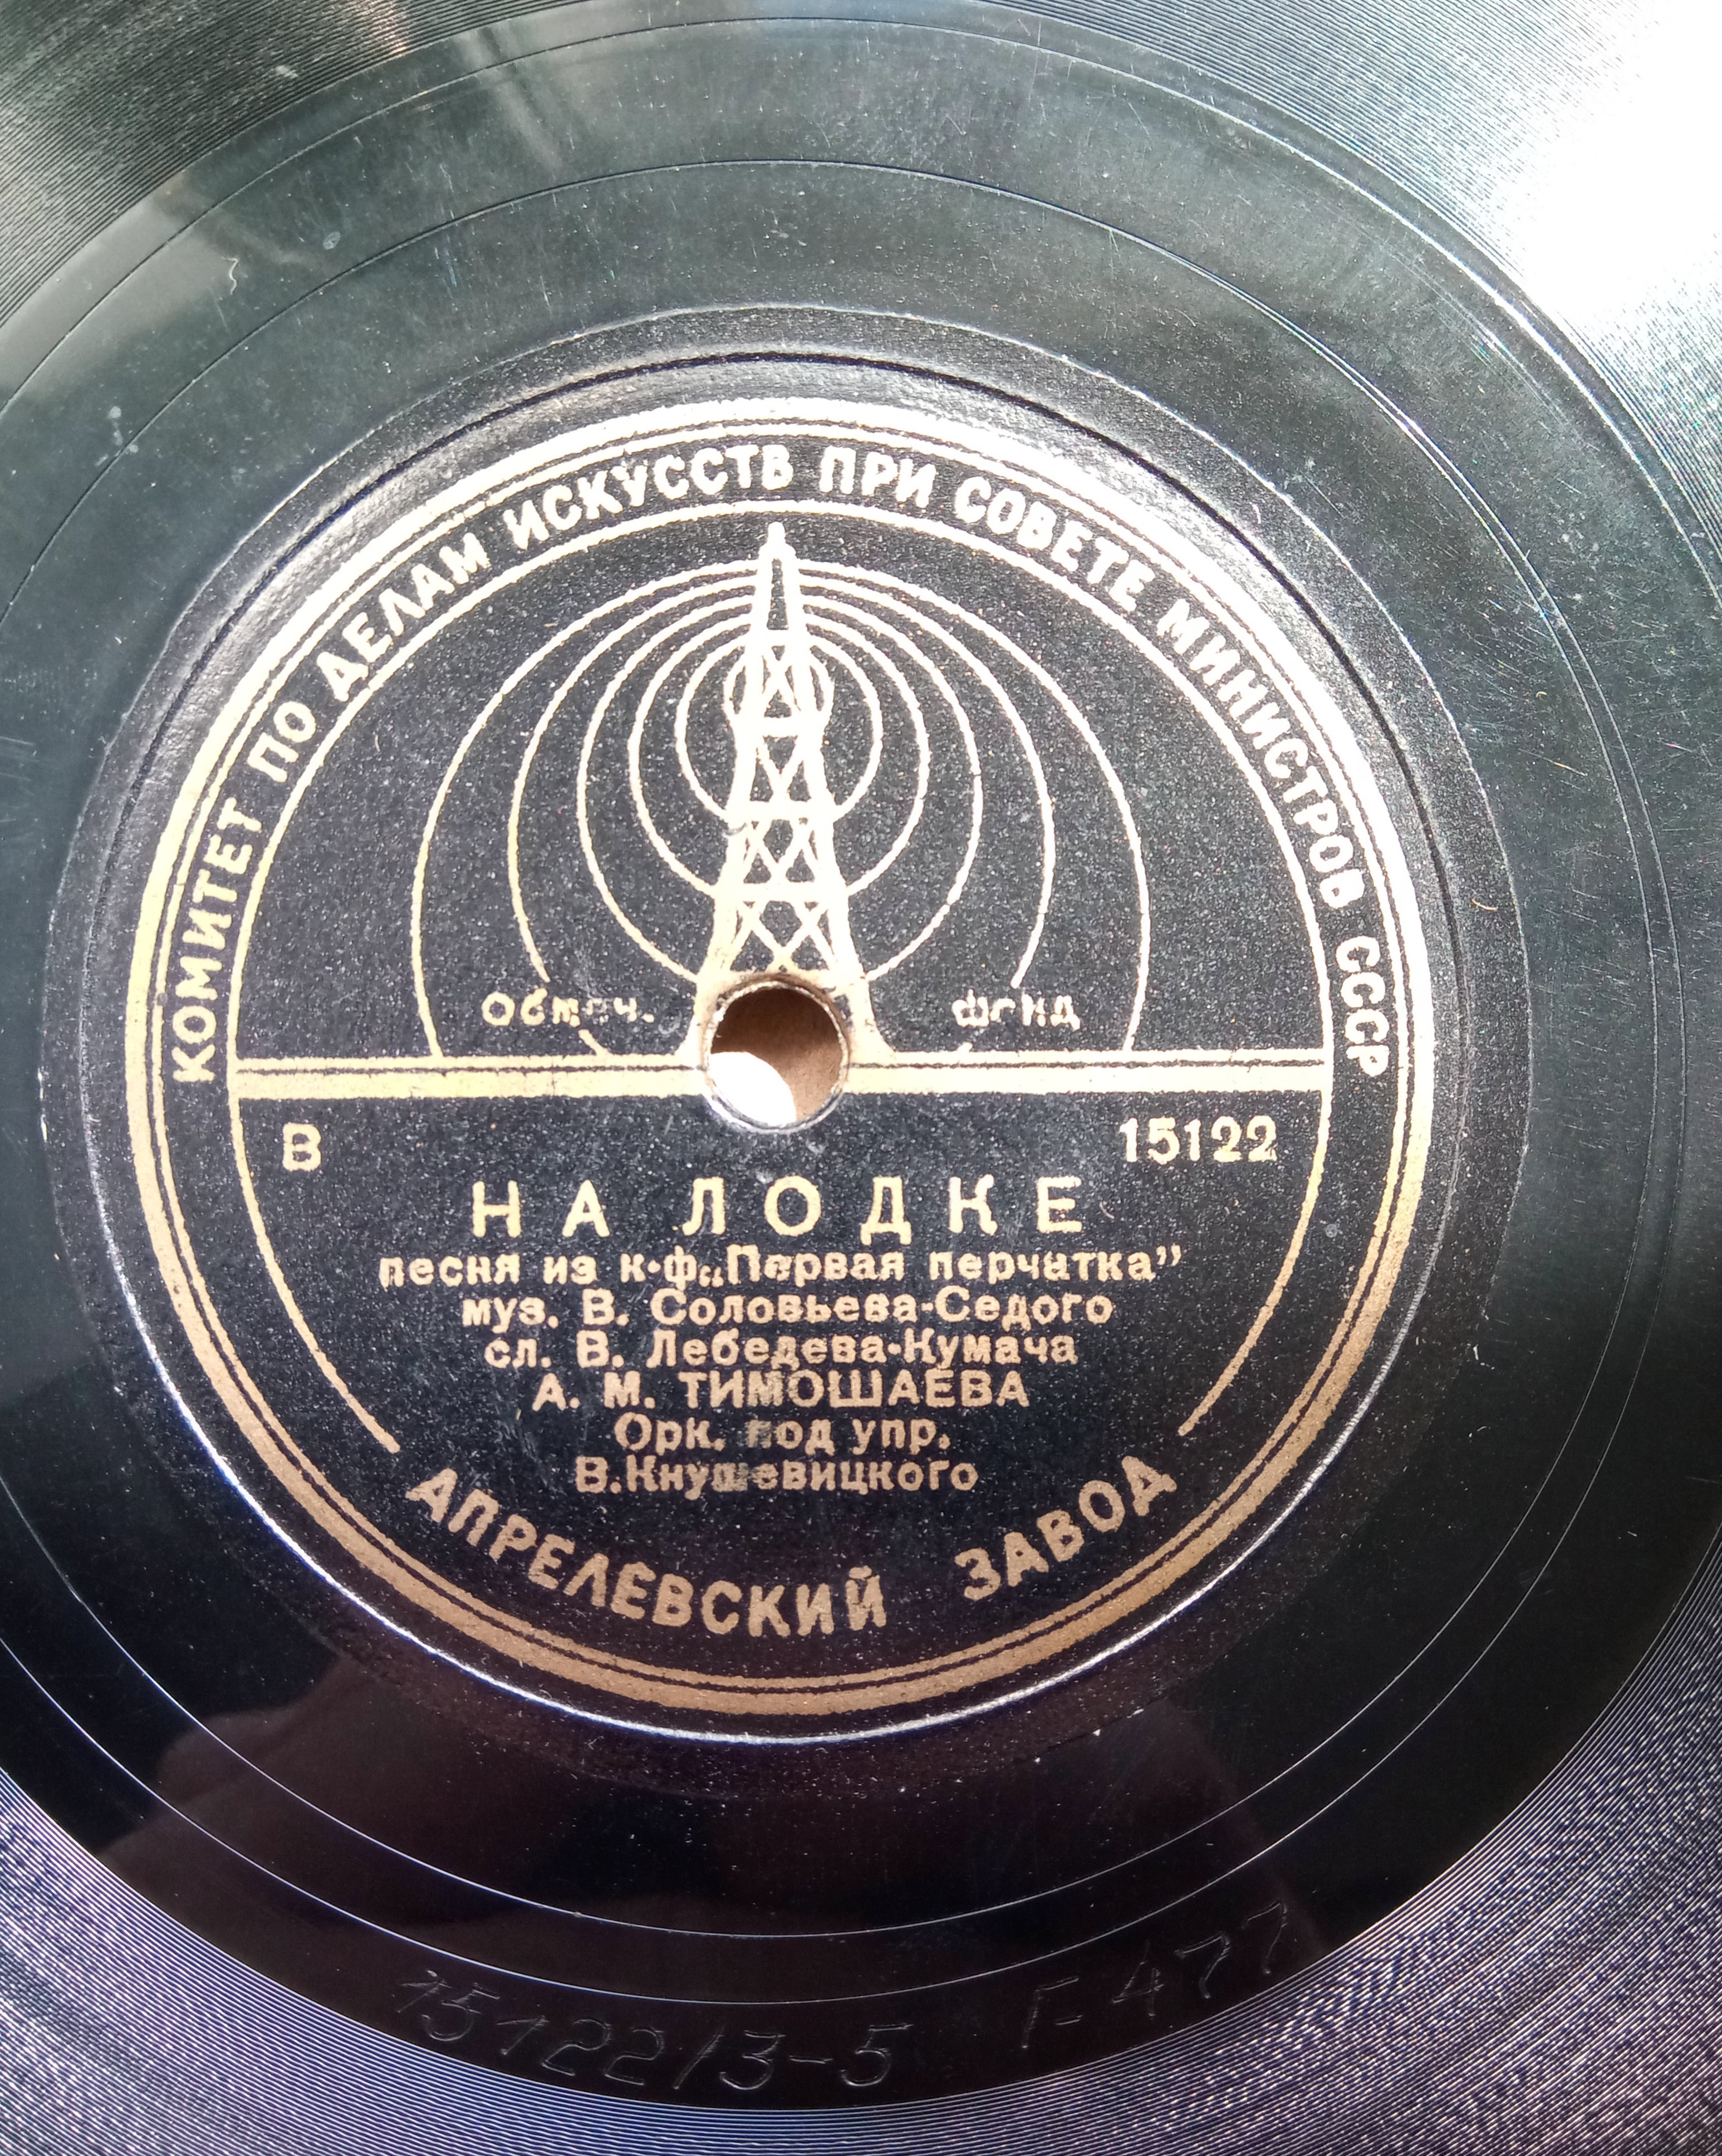 КОМИТЕТ ПО ДЕЛАМ ИСКУССТВ ПРИ СОВЕТЕ МИНИСТРОВ СССР
В 15122
НА ЛОДКЕ
песня из к-ф „Первая перчатка”
муз. В. Соловьева-Седого
сл. В. Лебедева-Кумача
А. М. ТИМОШАЕВА
Орк. под упр.
В. Кнушевицкого
АПРЕЛЕВСКИЙ ЗАВОД
15122/3-5 Г-477